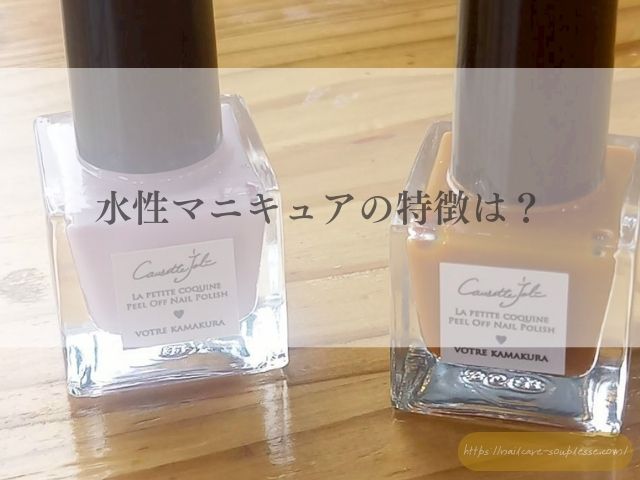 水性マニキュアの特徴は？
Causette Joli
LA PETITE COQUINE
PEEL OFF NAIL POLISH
♥
VOTRE KAMAKURA
Causette Joli
LA PETITE COQUINE
PEEL OFF NAIL POLISH
♥
VOTRE KAMAKURA
https://nailcare-souplesse.com/